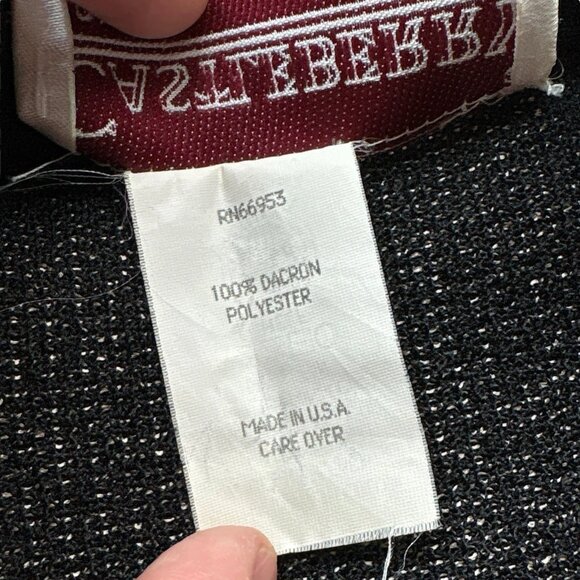 CASTLEBERRY
RN66953
100% DACRON
POLYESTER
MADE IN U.S.A.
CARE OVER